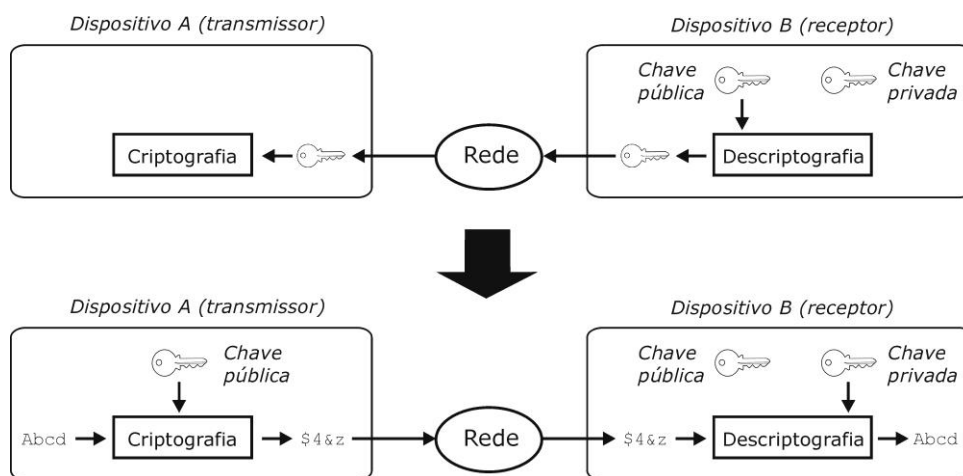 Dispositivo A (transmissor)
Dispositivo B (receptor)
Chave
pública
Chave
privada
Criptografia
Rede
Descriptografia
Dispositivo A (transmissor)
Dispositivo B (receptor)
Chave
pública
Chave
pública
Chave
privada
Abcd
Criptografia
$4&z
Rede
$4&z
Descriptografia
Abcd